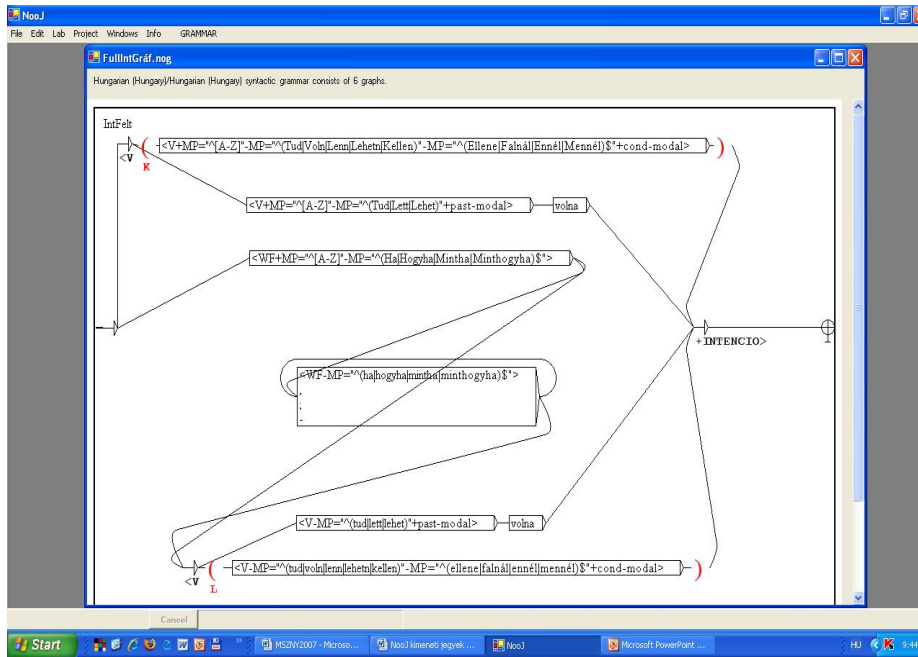 NooJ
File Edit Lab Project Windows Info GRAMMAR
FullIntGráf.nog
Hungarian (Hungary)/Hungarian (Hungary) syntactic grammar consists of 6 graphs.
IntFelt
<V ( <V+MP="^[A-Z]"-MP="^(Tud|Voln|Lenn|Lehetn|Kellen)"-MP="^(Ellene|Falnál|Ennél|Mennél)$"+cond-modal> )
K
<V+MP="^[A-Z]"-MP="^(Tud|Lett|Lehet)"+past-modal> volna
<WF+MP="^[A-Z]"-MP="^(Ha|Hogyha|Mintha|Minthogyha)$">
+INTENCIO>
<WF-MP="^(ha|hogyha|mintha|minthogyha)$">
,
;
-
<V-MP="^(tud|lett|lehet)"+past-modal> volna
<V ( <V-MP="^(tud|voln|lenn|lehetn|kellen)"-MP="^(ellene|falnál|ennél|mennél)$"+cond-modal> )
L
Cancel
Start
MSZNY2007 - Microso...
NooJ kimeneti jegyek ...
NooJ
Microsoft PowerPoint ...
HU
9:44